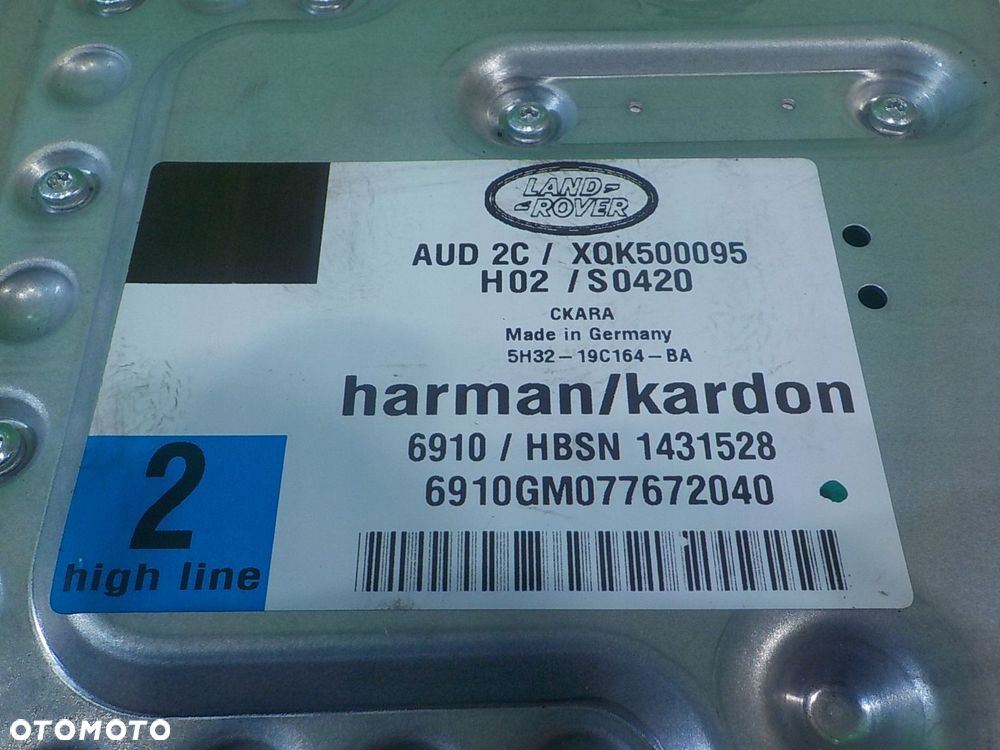 LAND-
-ROVER
AUD 2C / XQK500095
H02 /S0420
CKARA
Made in Germany
5H32-19C164-BA
harman/kardon
6910 / HBSN 1431528
6910GM077672040
2
high line
OTOMOTO